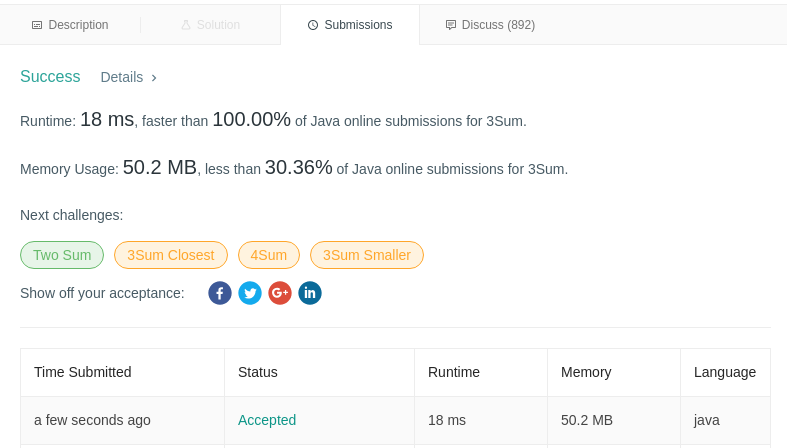 Description Solution Submissions Discuss (892)
Success Details >
Runtime: 18 ms, faster than 100.00% of Java online submissions for 3Sum.
Memory Usage: 50.2 MB, less than 30.36% of Java online submissions for 3Sum.
Next challenges:
Two Sum 3Sum Closest 4Sum 3Sum Smaller
Show off your acceptance: f G+ in
Time Submitted Status Runtime Memory Language
a few seconds ago Accepted 18 ms 50.2 MB java